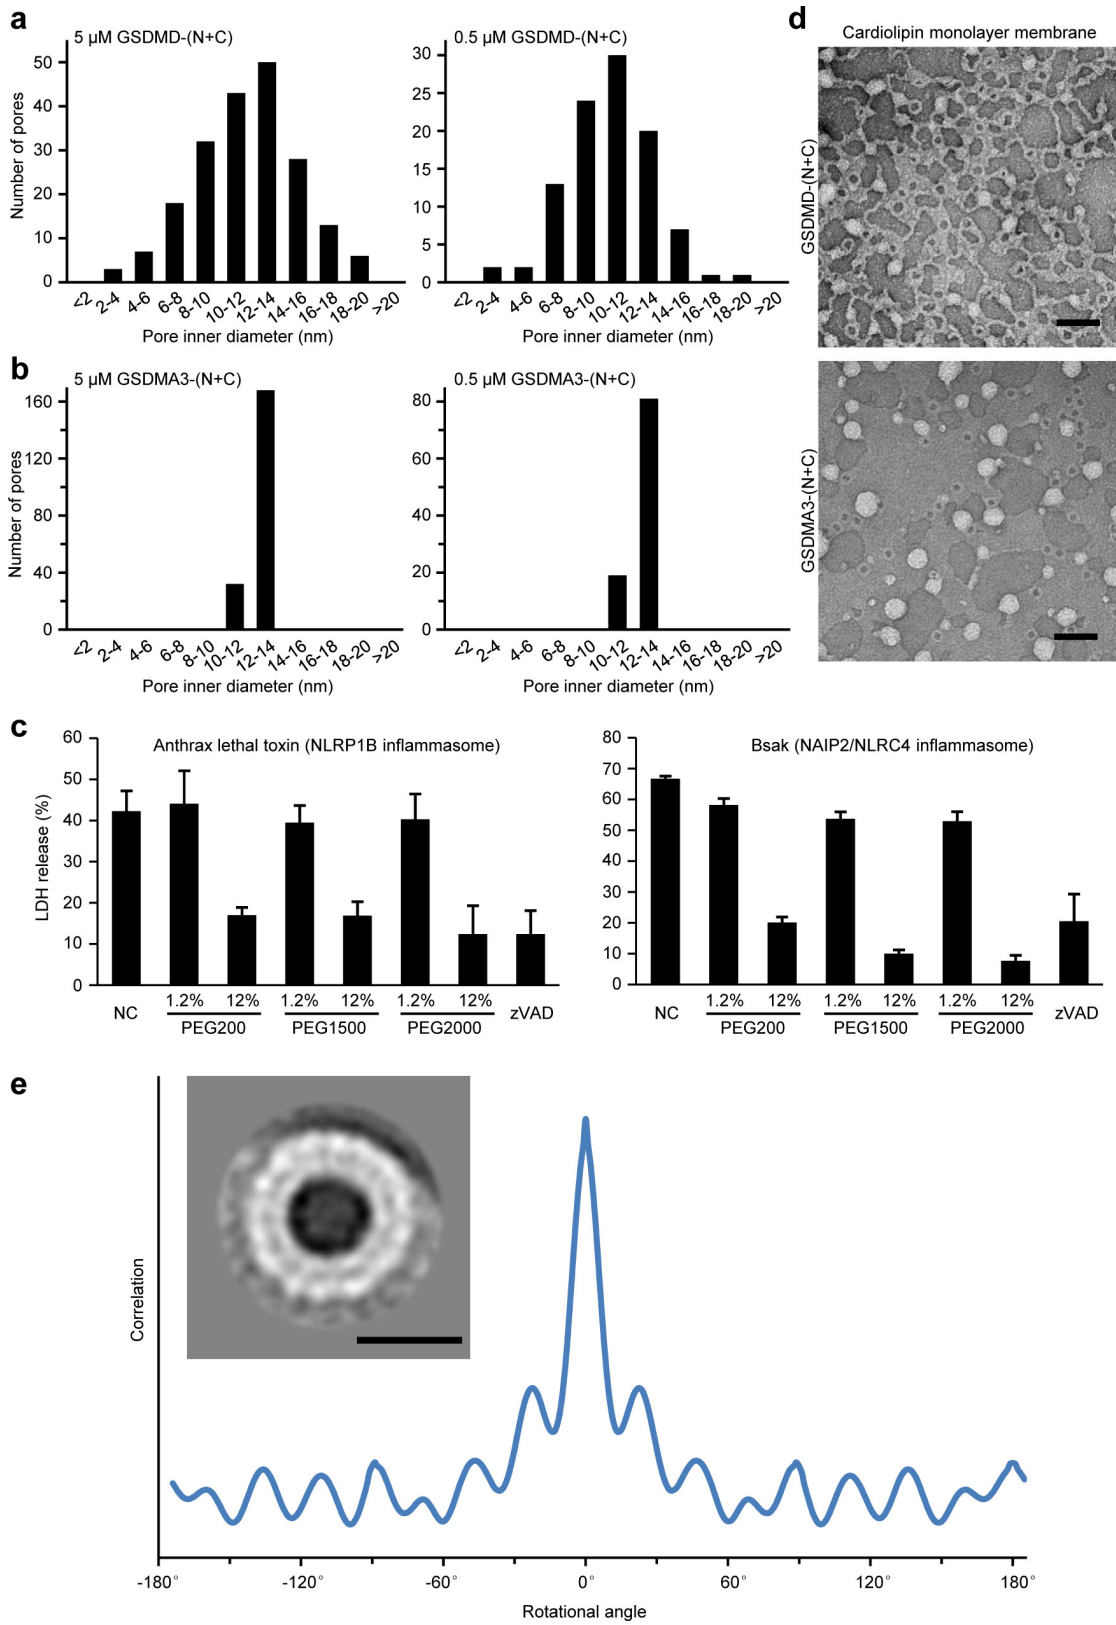 a
5 µM GSDMD-(N+C)
Number of pores
50
40
30
20
10
0
<2 2-4 4-6 6-8 8-10 10-12 12-14 14-16 16-18 18-20 >20
Pore inner diameter (nm)
0.5 µM GSDMD-(N+C)
30
25
20
15
10
5
0
<2 2-4 4-6 6-8 8-10 10-12 12-14 14-16 16-18 18-20 >20
Pore inner diameter (nm)
b
5 µM GSDMA3-(N+C)
Number of pores
160
120
80
40
0
<2 2-4 4-6 6-8 8-10 10-12 12-14 14-16 16-18 18-20 >20
Pore inner diameter (nm)
0.5 µM GSDMA3-(N+C)
80
60
40
20
0
<2 2-4 4-6 6-8 8-10 10-12 12-14 14-16 16-18 18-20 >20
Pore inner diameter (nm)
d
Cardiolipin monolayer membrane
GSDMD-(N+C)
GSDMA3-(N+C)
c
Anthrax lethal toxin (NLRP1B inflammasome)
LDH release (%)
60
50
40
30
20
10
0
NC 1.2% 12% 1.2% 12% 1.2% 12% zVAD
PEG200 PEG1500 PEG2000
Bsak (NAIP2/NLRC4 inflammasome)
80
70
60
50
40
30
20
10
0
NC 1.2% 12% 1.2% 12% 1.2% 12% zVAD
PEG200 PEG1500 PEG2000
e
Correlation
-180° -120° -60° 0° 60° 120° 180°
Rotational angle